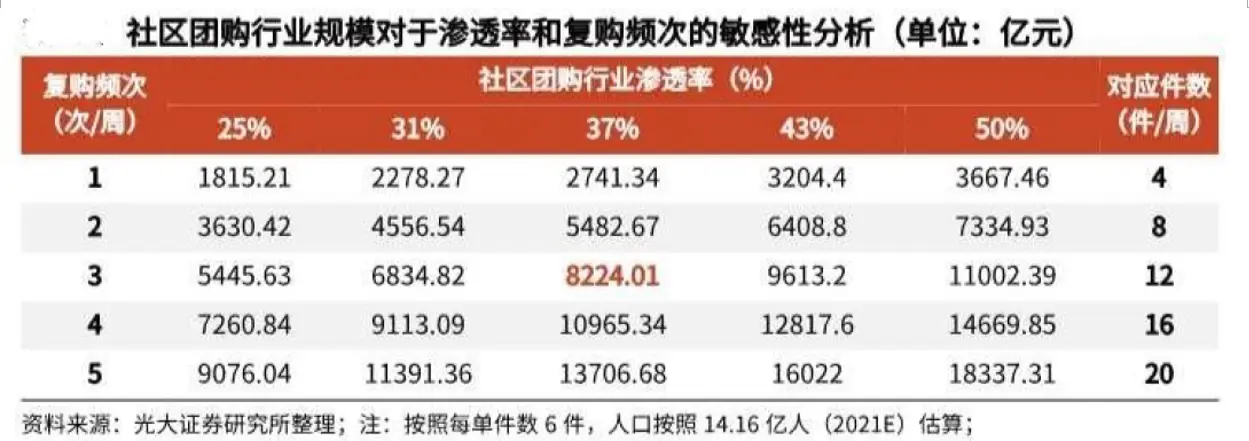 社区团购行业规模对于渗透率和复购频次的敏感性分析（单位：亿元）
复购频次 社区团购行业渗透率（%） 对应件数
（次/周） 25% 31% 37% 43% 50% （件/周）
1 1815.21 2278.27 2741.34 3204.4 3667.46 4
2 3630.42 4556.54 5482.67 6408.8 7334.93 8
3 5445.63 6834.82 8224.01 9613.2 11002.39 12
4 7260.84 9113.09 10965.34 12817.6 14669.85 16
5 9076.04 11391.36 13706.68 16022 18337.31 20
资料来源：光大证券研究所整理；注：按照每单件数 6 件，人口按照 14.16 亿人（2021E）估算；